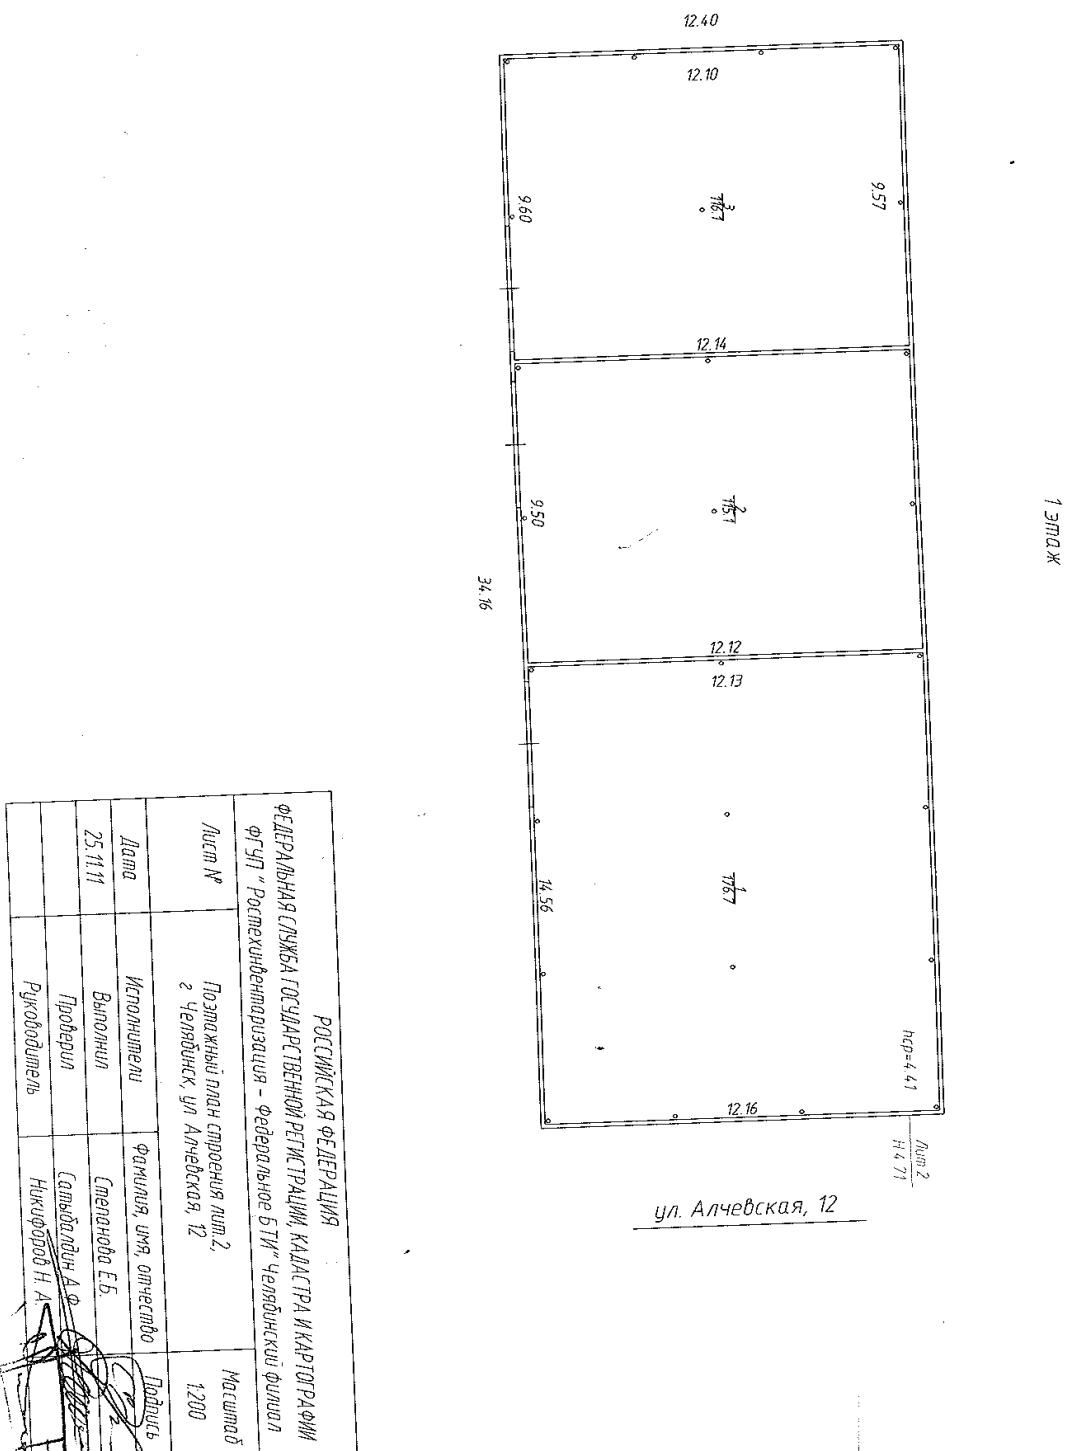 1 этаж
12.40
12.10
9.57
3
116.1
9.60
12.14
2
115.1
9.50
34.16
12.12
12.13
1
176.7
14.56
hср=4.41
12.16
Лит 2
Н 4.71
ул. Алчевская, 12
РОССИЙСКАЯ ФЕДЕРАЦИЯ
ФЕДЕРАЛЬНАЯ СЛУЖБА ГОСУДАРСТВЕННОЙ РЕГИСТРАЦИИ, КАДАСТРА И КАРТОГРАФИИ
ФГУП " Ростехинвентаризация - Федеральное БТИ" Челябинский филиал
Лист №
Поэтажный план строения лит.2,
г. Челябинск, ул Алчевская, 12
Масштаб
1:200
Дата
Исполнители
Фамилия, имя, отчество
Подпись
25.11.11
Выполнил
Степанова Е.Б.
Проверил
Сатыбалдин А.Ф.
Руководитель
Никифоров Н. А.